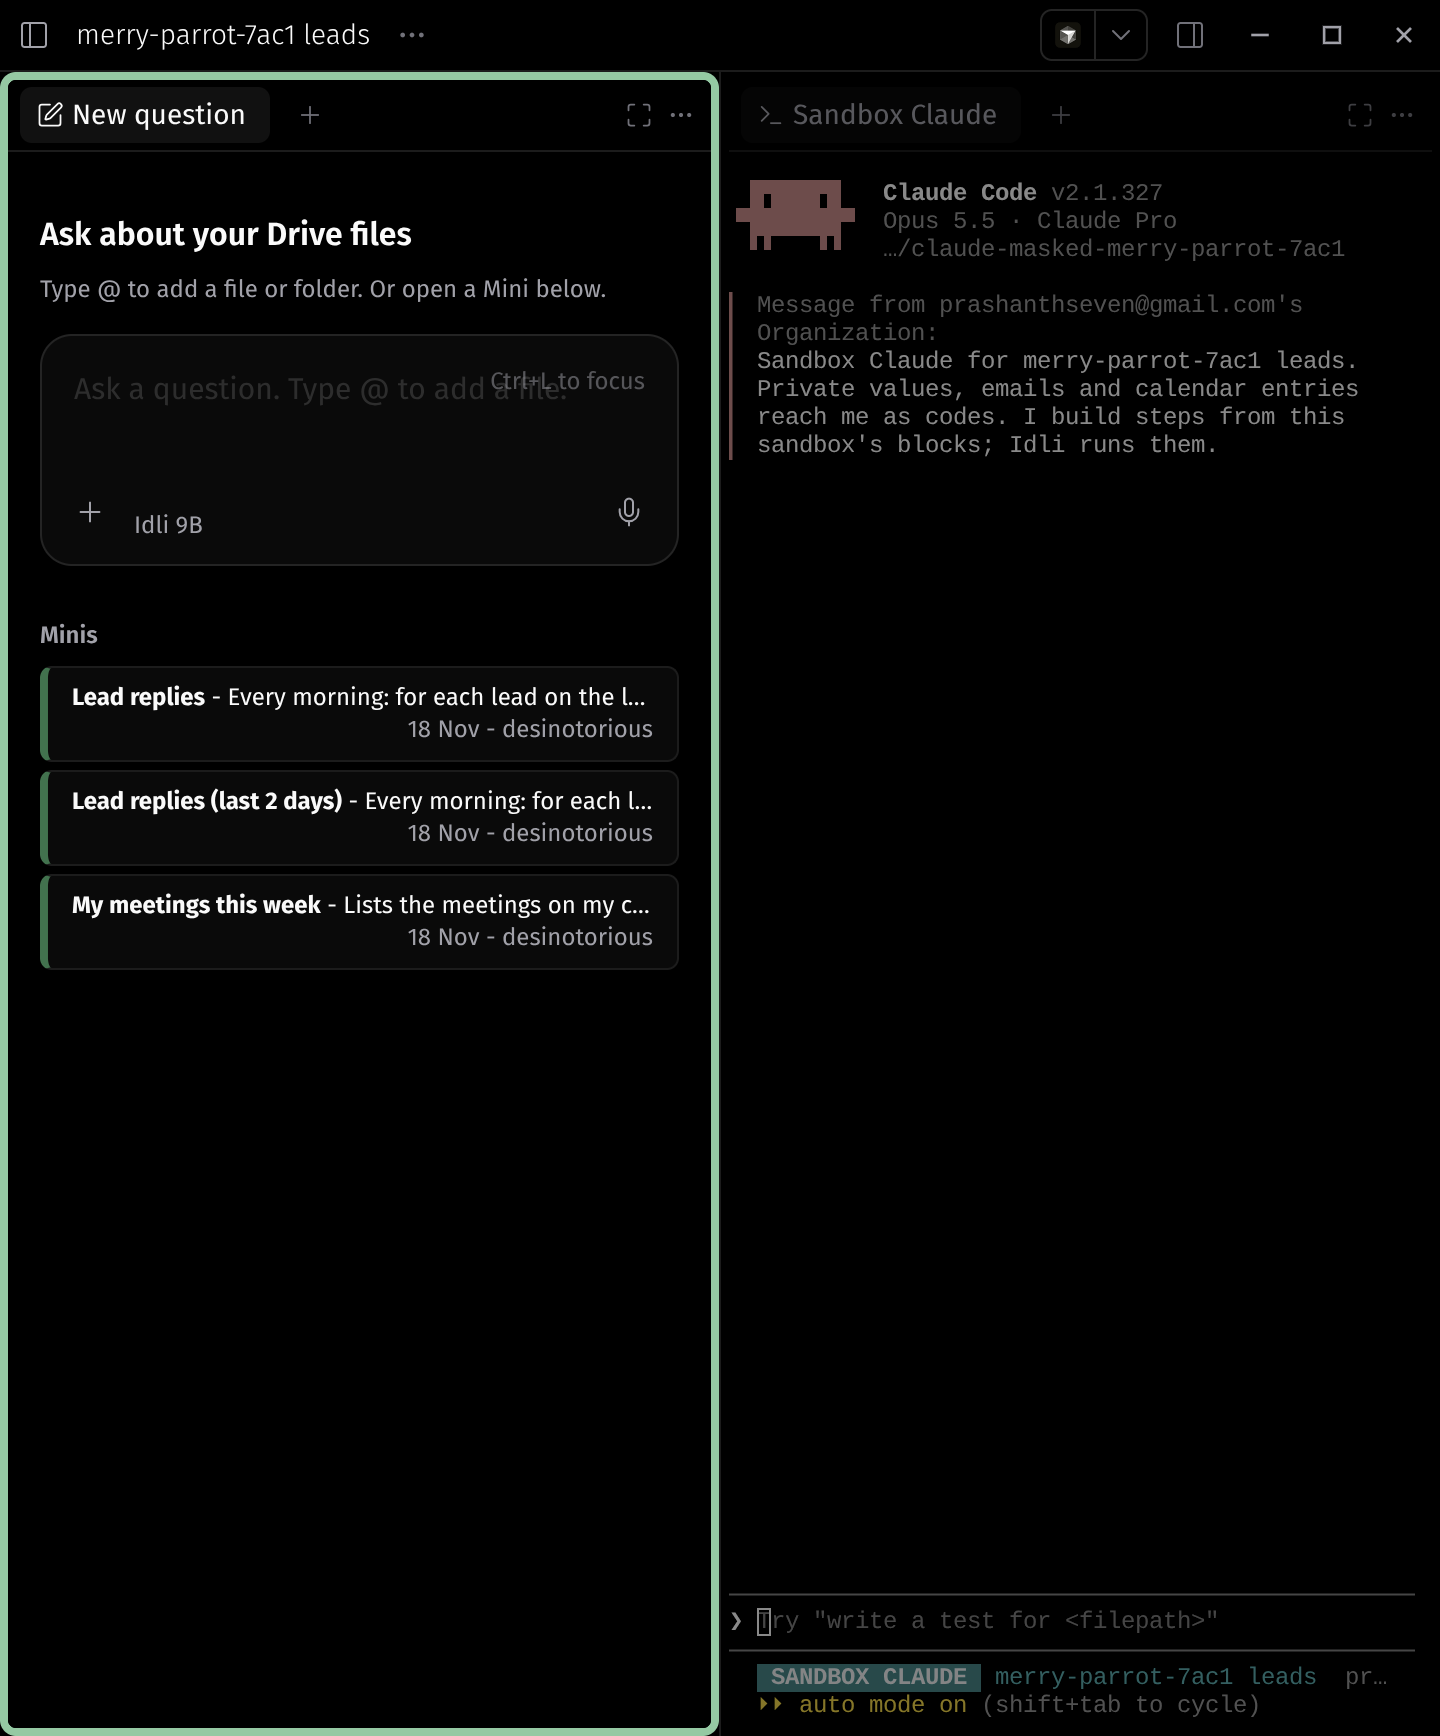 merry-parrot-7ac1 leads
New question
Ask about your Drive files
Type @ to add a file or folder. Or open a Mini below.
Ctrl+L to focus
Ask a question. Type @ to add a file.
Idli 9B
Minis
Lead replies - Every morning: for each lead on the l...
18 Nov - desinotorious
Lead replies (last 2 days) - Every morning: for each l...
18 Nov - desinotorious
My meetings this week - Lists the meetings on my c...
18 Nov - desinotorious
Sandbox Claude
Claude Code v2.1.327
Opus 5.5 · Claude Pro
…/claude-masked-merry-parrot-7ac1
Message from prashanthseven@gmail.com's
Organization:
Sandbox Claude for merry-parrot-7ac1 leads.
Private values, emails and calendar entries
reach me as codes. I build steps from this
sandbox's blocks; Idli runs them.
❯ Try "write a test for <filepath>"
SANDBOX CLAUDE merry-parrot-7ac1 leads pr…
⏵⏵ auto mode on (shift+tab to cycle)